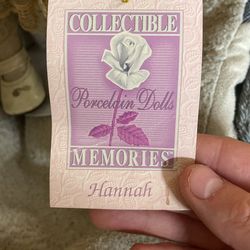 COLLECTIBLE
Porcelain Dolls
MEMORIES
Hannah